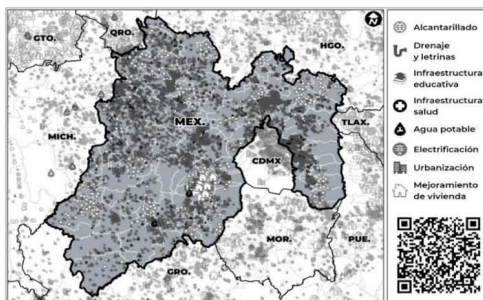 GTO.
QRO.
HGO.
MICH.
MEX.
TLAX.
CDMX
MOR.
PUE.
GRO.
N
Alcantarillado
Drenaje
y letrinas
Infraestructura
educativa
Infraestructura
salud
Agua potable
Electrificación
Urbanización
Mejoramiento
de vivienda